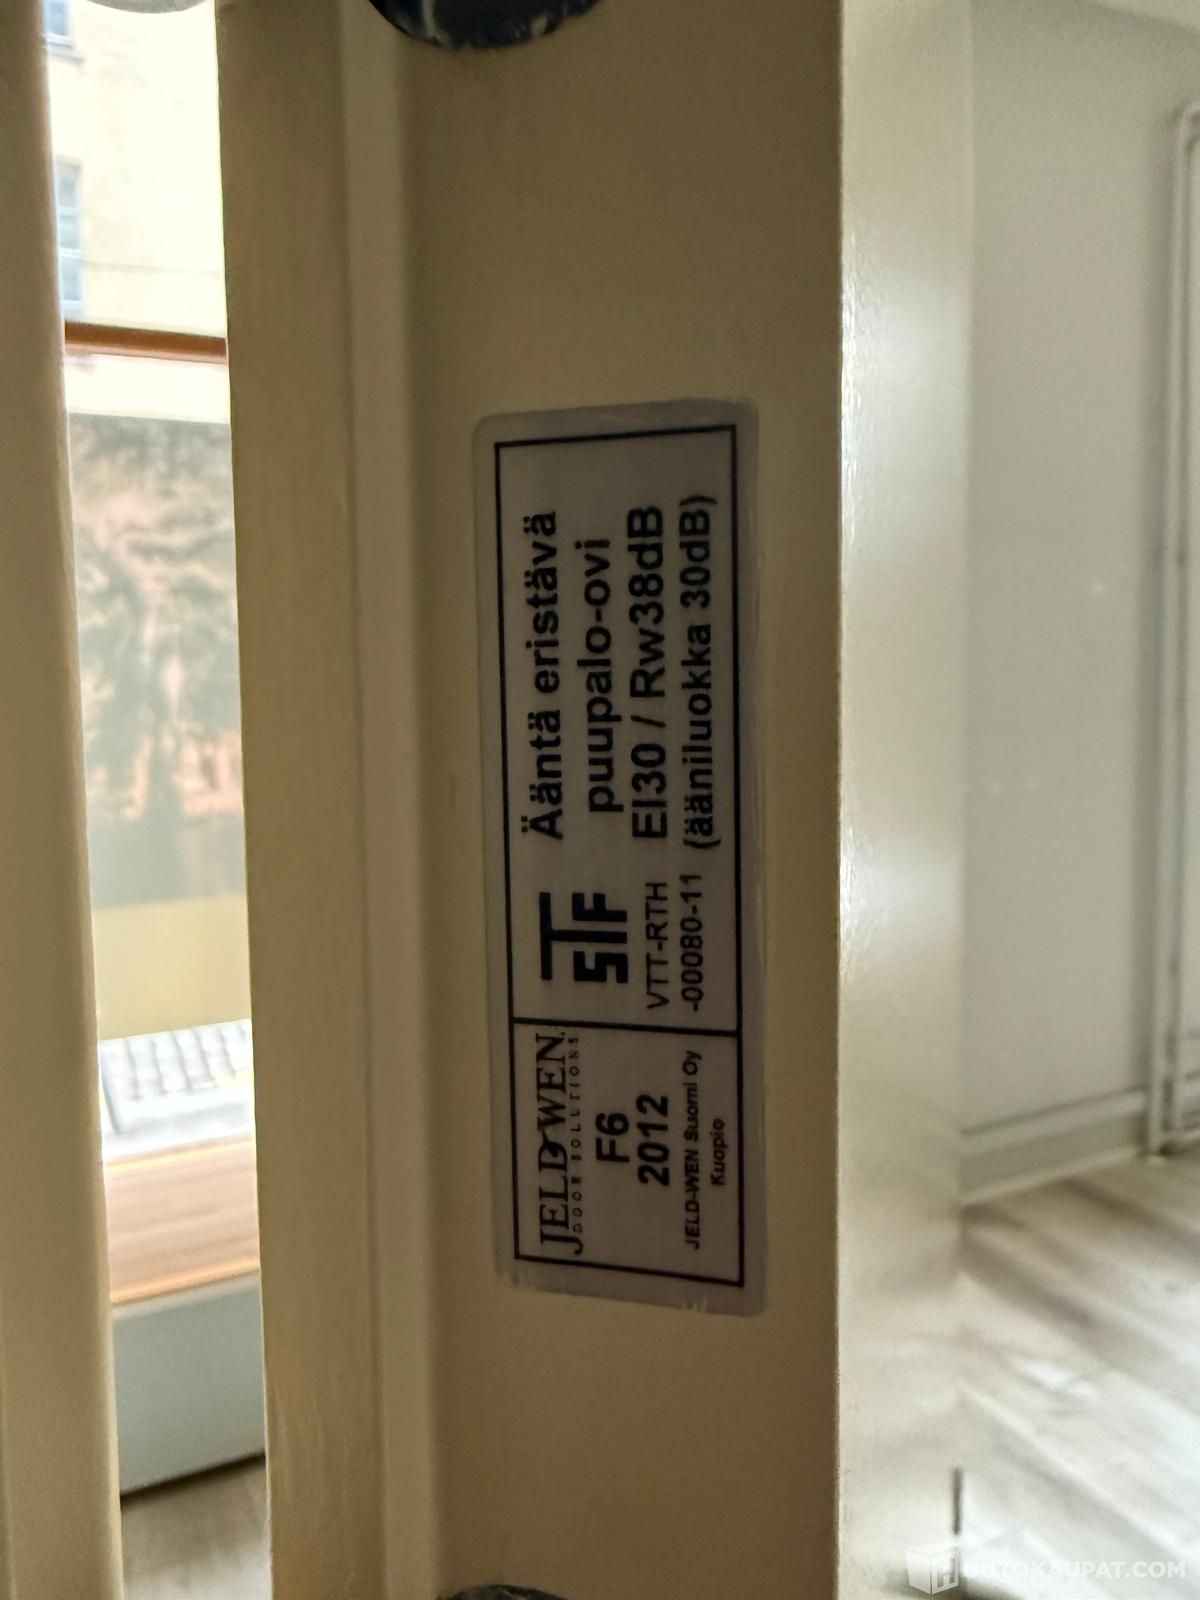 JELD-WEN
DOOR SOLUTIONS
F6
2012
JELD-WEN Suomi Oy
Kuopio
STF
VTT-RTH
-00080-11
Ääntä eristävä
puupalo-ovi
EI30 / Rw38dB
(ääniluokka 30dB)
HUUTOKAUPAT.COM